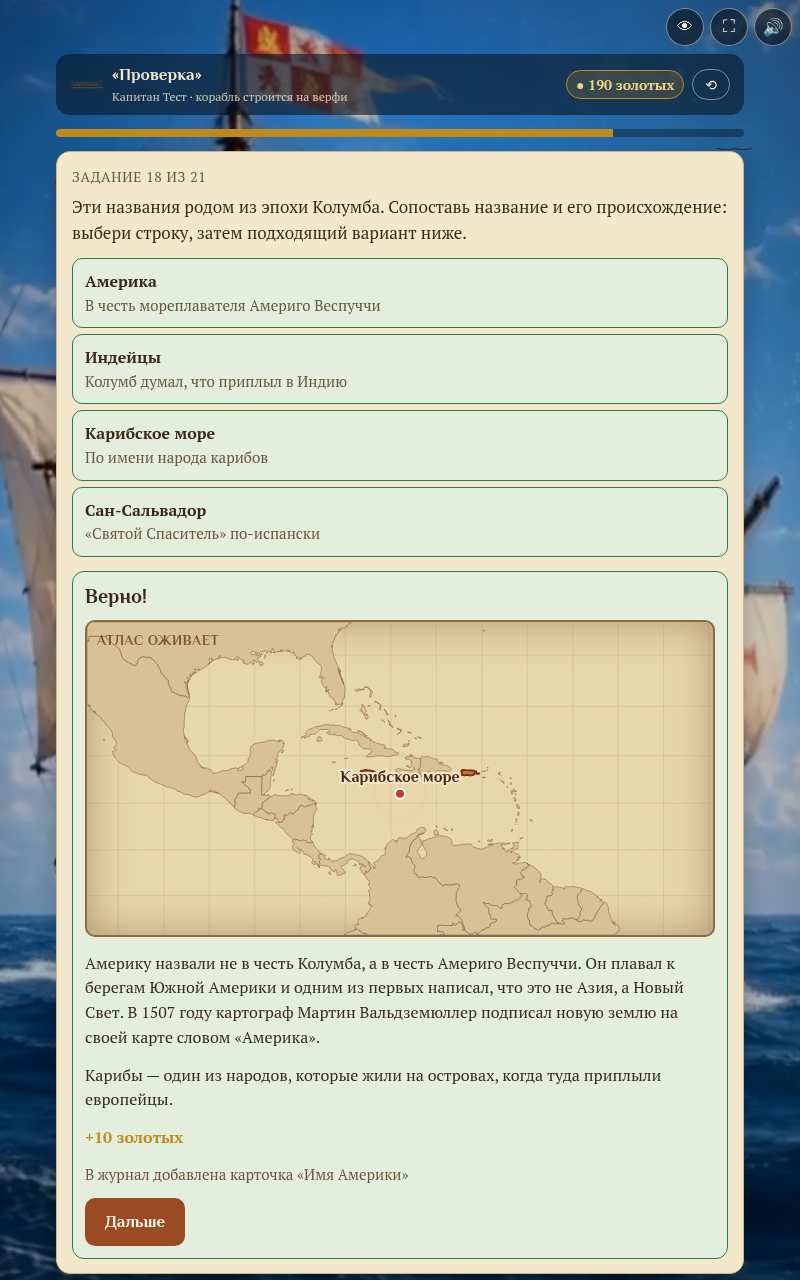 «Проверка»
Капитан Тест · корабль строится на верфи
● 190 золотых
ЗАДАНИЕ 18 ИЗ 21
Эти названия родом из эпохи Колумба. Сопоставь название и его происхождение:
выбери строку, затем подходящий вариант ниже.
Америка
В честь мореплавателя Америго Веспуччи
Индейцы
Колумб думал, что приплыл в Индию
Карибское море
По имени народа карибов
Сан-Сальвадор
«Святой Спаситель» по-испански
Верно!
АТЛАС ОЖИВАЕТ
Карибское море
Америку назвали не в честь Колумба, а в честь Америго Веспуччи. Он плавал к
берегам Южной Америки и одним из первых написал, что это не Азия, а Новый
Свет. В 1507 году картограф Мартин Вальдземюллер подписал новую землю на
своей карте словом «Америка».
Карибы — один из народов, которые жили на островах, когда туда приплыли
европейцы.
+10 золотых
В журнал добавлена карточка «Имя Америки»
Дальше